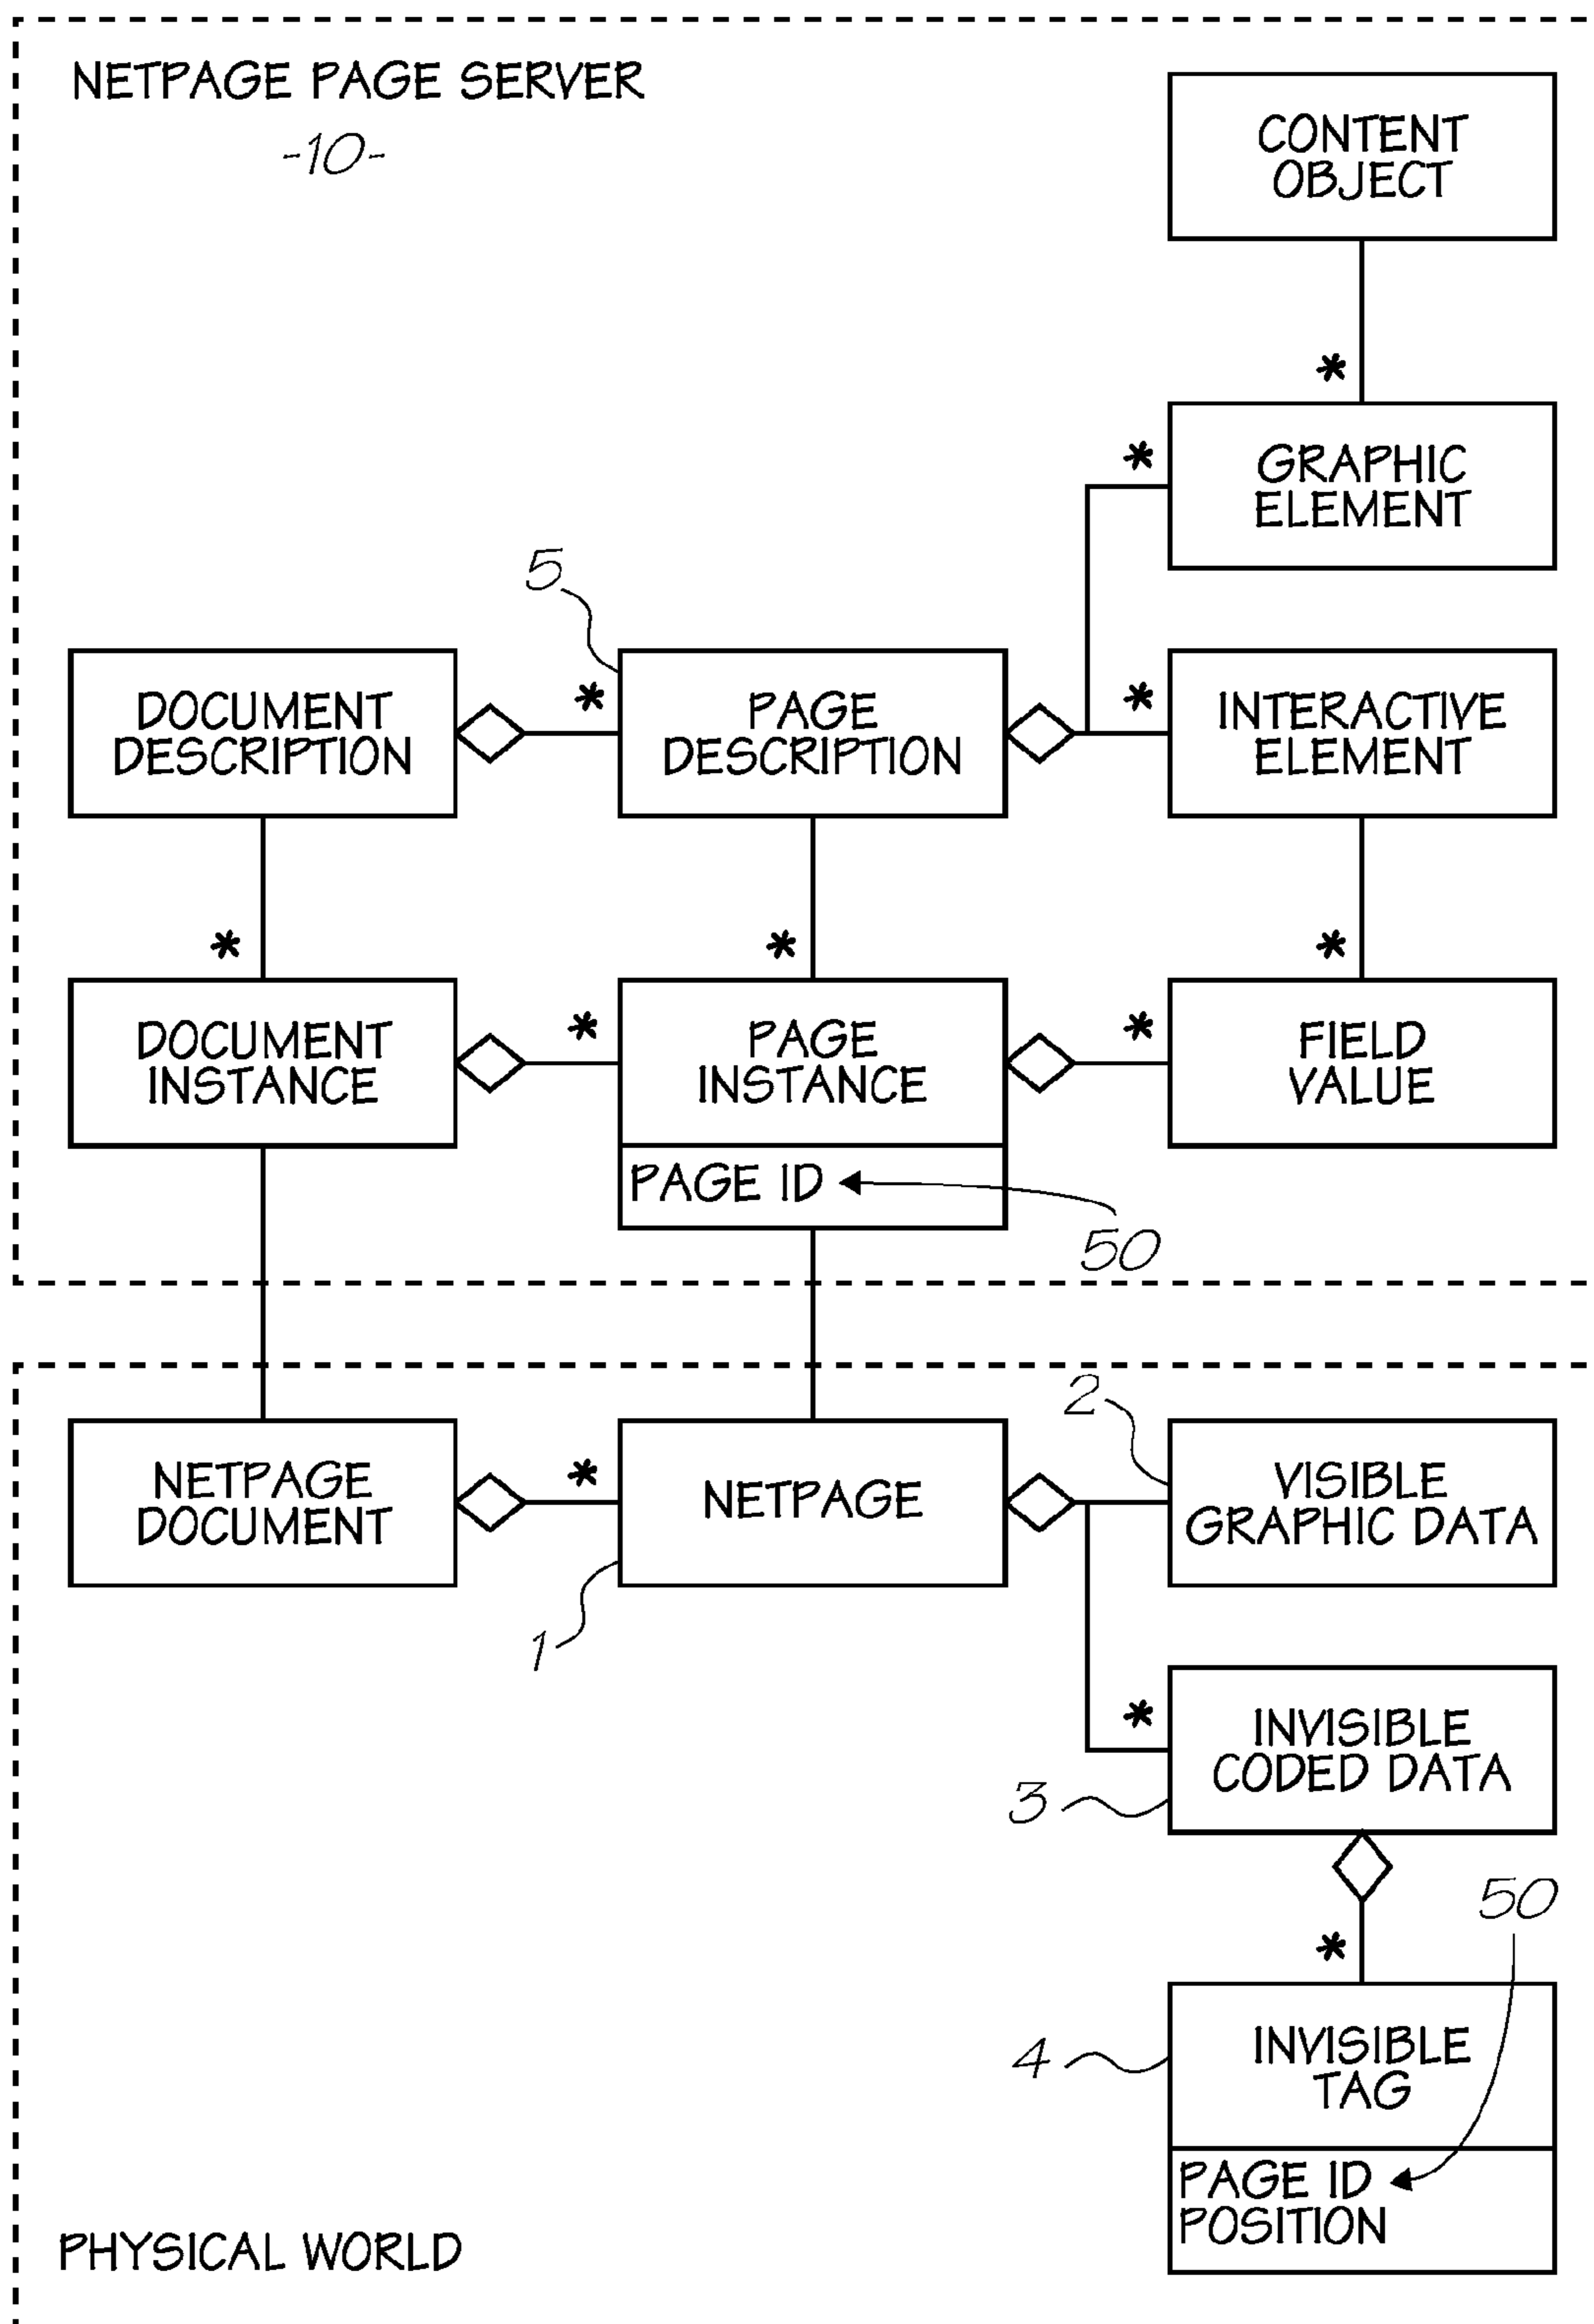 NETPAGE PAGE SERVER
-10-
CONTENT
OBJECT
*
*
GRAPHIC
ELEMENT
5
DOCUMENT
DESCRIPTION
*
PAGE
DESCRIPTION
*
INTERACTIVE
ELEMENT
*
*
*
DOCUMENT
INSTANCE
*
PAGE
INSTANCE
*
FIELD
VALUE
PAGE ID
50
2
NETPAGE
DOCUMENT
*
NETPAGE
VISIBLE
GRAPHIC DATA
1
*
INVISIBLE
CODED DATA
3
50
*
4
INVISIBLE
TAG
PAGE ID
POSITION
PHYSICAL WORLD